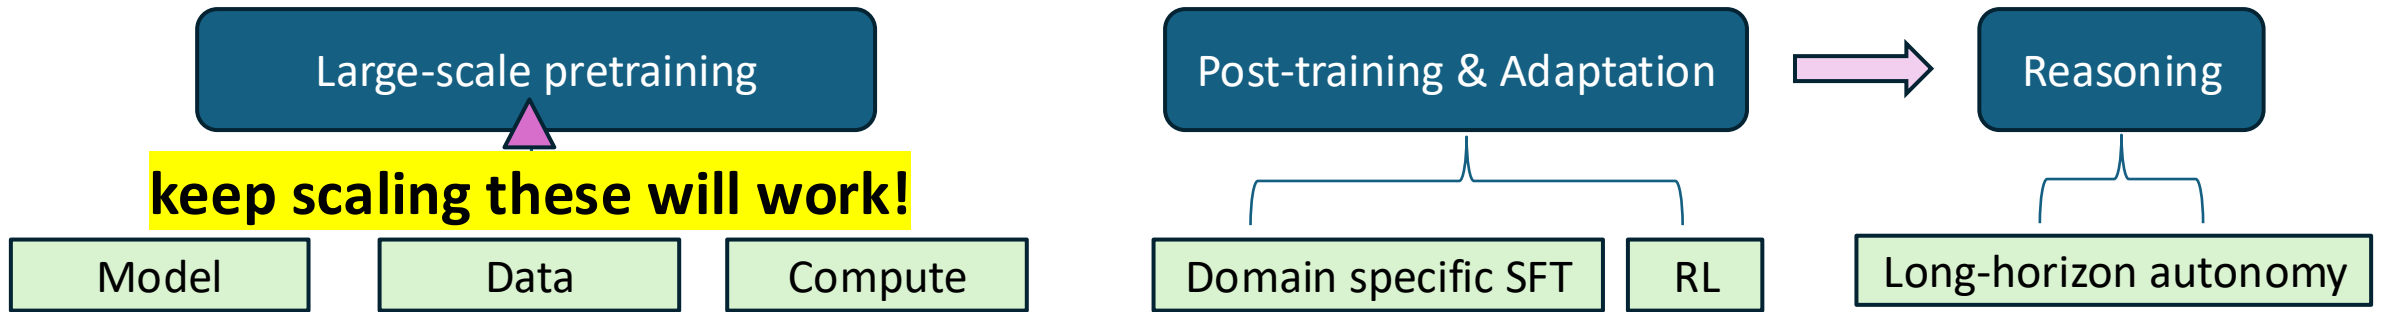 Large-scale pretraining
Post-training & Adaptation
Reasoning
keep scaling these will work!
Model
Data
Compute
Domain specific SFT
RL
Long-horizon autonomy